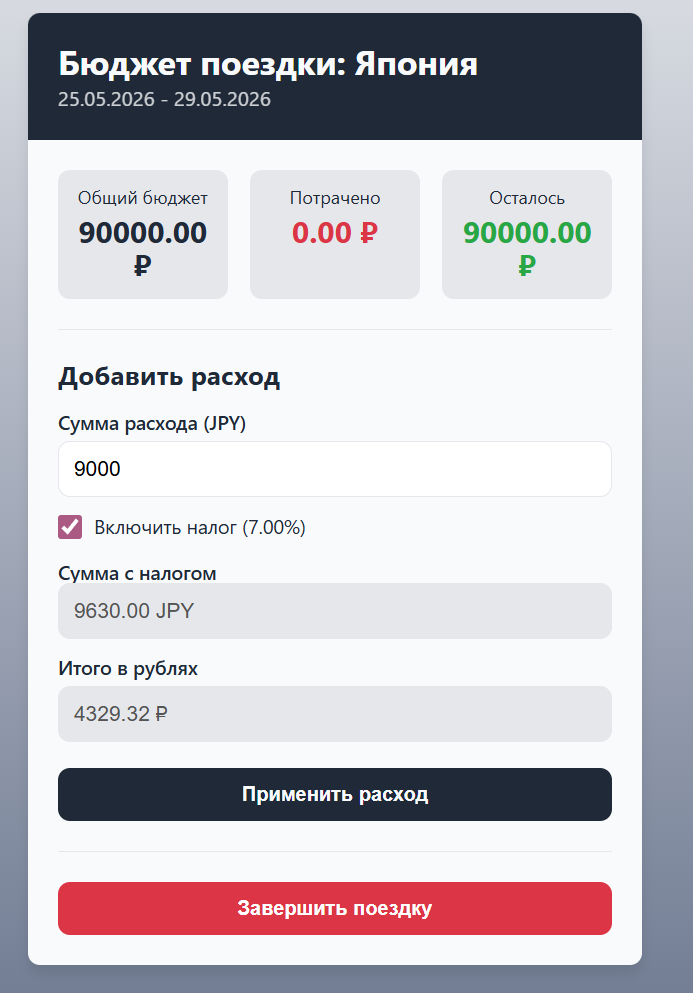 Бюджет поездки: Япония
25.05.2026 - 29.05.2026
Общий бюджет
90000.00
₽
Потрачено
0.00 ₽
Осталось
90000.00
₽
Добавить расход
Сумма расхода (JPY)
9000
Включить налог (7.00%)
Сумма с налогом
9630.00 JPY
Итого в рублях
4329.32 ₽
Применить расход
Завершить поездку